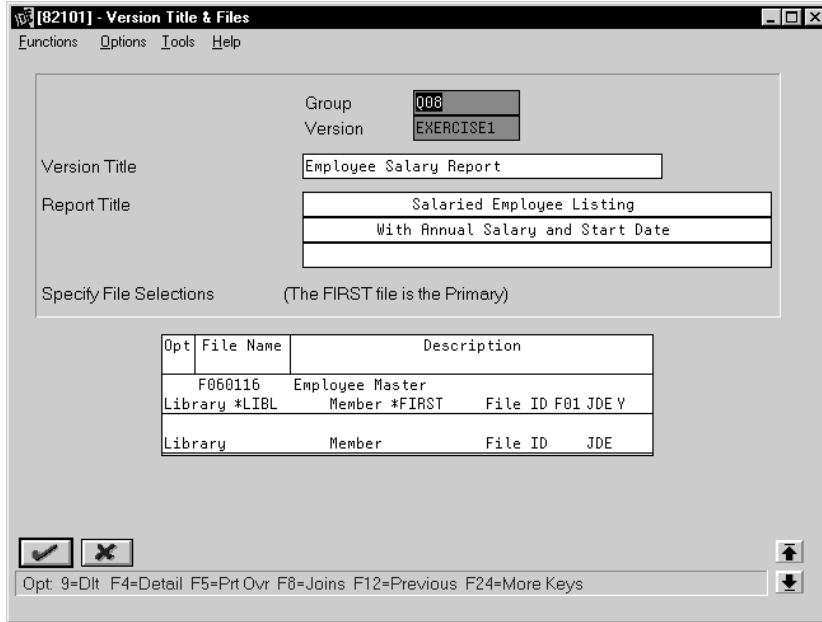 [82101] - Version Title & Files
Functions Options Tools Help
Group Q08
Version EXERCISE1
Version Title Employee Salary Report
Report Title Salaried Employee Listing
With Annual Salary and Start Date
Specify File Selections (The FIRST file is the Primary)
Opt File Name Description
F060116 Employee Master
Library *LIBL Member *FIRST File ID F01 JDE Y
Library Member File ID JDE
Opt: 9=Dlt F4=Detail F5=Prt Ovr F8=Joins F12=Previous F24=More Keys